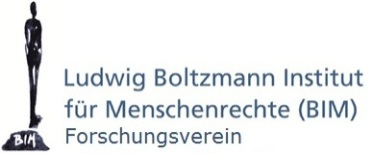 Ludwig Boltzmann Institut
für Menschenrechte (BIM)
Forschungsverein
BIM